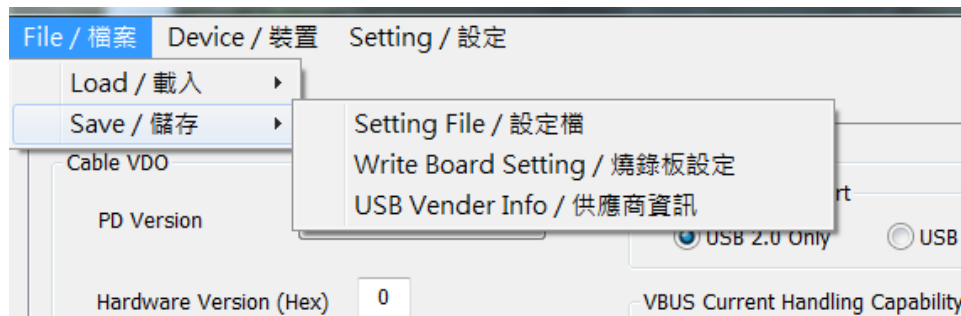 File / 檔案 Device / 裝置 Setting / 設定
Load / 載入
Save / 儲存
Setting File / 設定檔
Write Board Setting / 燒錄板設定
USB Vender Info / 供應商資訊
Cable VDO
PD Version
USB 2.0 Only USB
Hardware Version (Hex) 0
VBUS Current Handling Capability